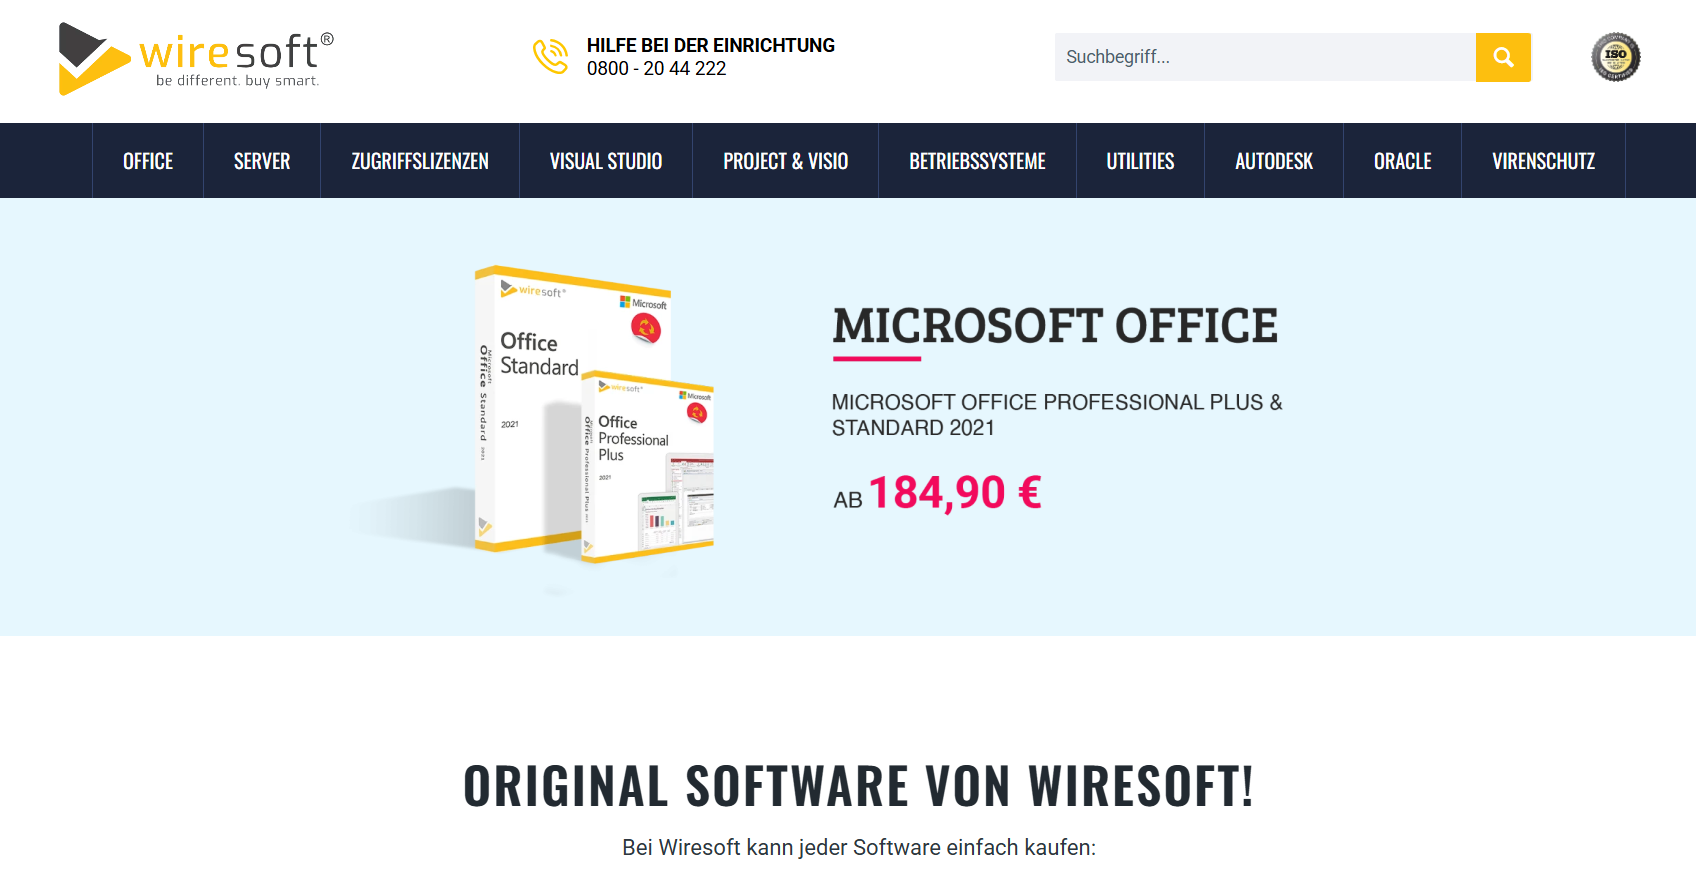 wiresoft®
be different. buy smart.
HILFE BEI DER EINRICHTUNG
0800 - 20 44 222
Suchbegriff...
ISO
OFFICE
SERVER
ZUGRIFFSLIZENZEN
VISUAL STUDIO
PROJECT & VISIO
BETRIEBSSYSTEME
UTILITIES
AUTODESK
ORACLE
VIRENSCHUTZ
wiresoft®
Microsoft
Office
Standard
2021
Microsoft
Office Standard 2021
wiresoft®
Microsoft
Office
Professional
Plus
2021
Office Professional Plus
MICROSOFT OFFICE
MICROSOFT OFFICE PROFESSIONAL PLUS &
STANDARD 2021
AB 184,90 €
ORIGINAL SOFTWARE VON WIRESOFT!
Bei Wiresoft kann jeder Software einfach kaufen: